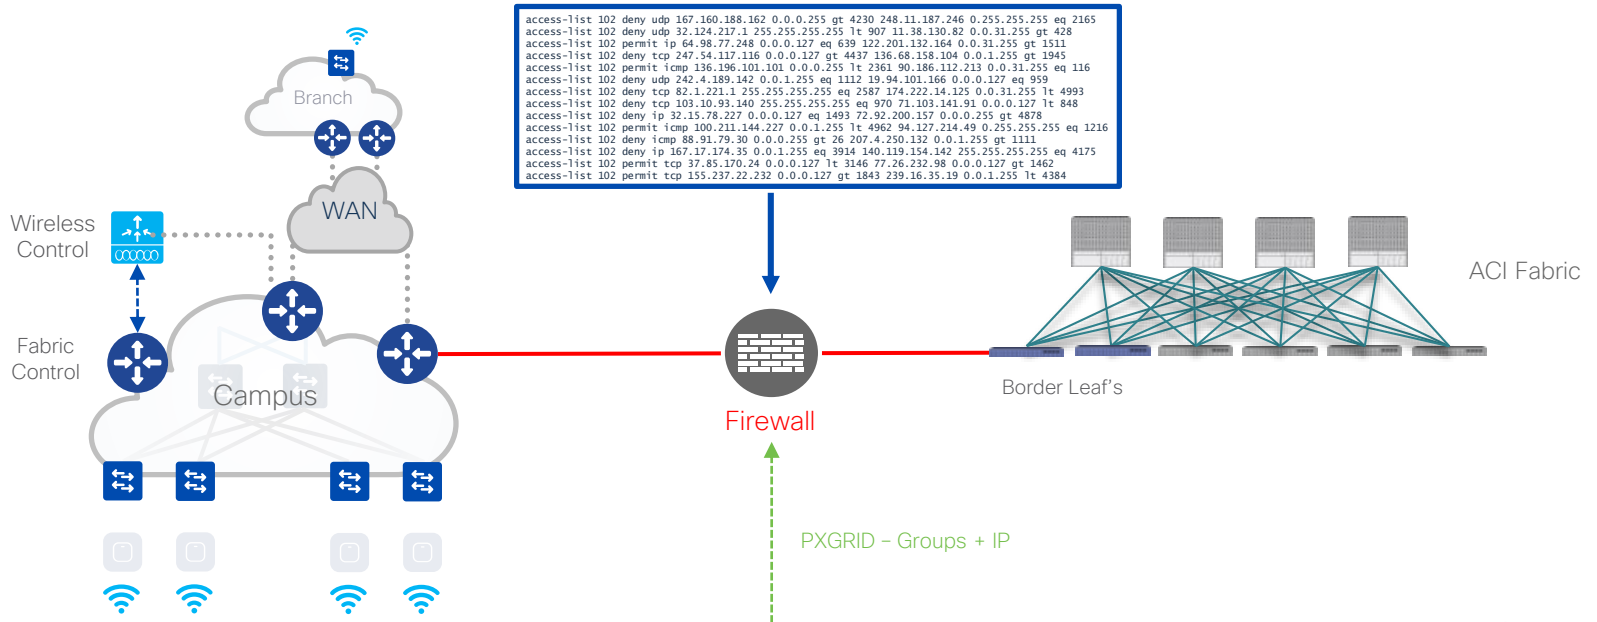 access-list 102 deny udp 167.160.188.162 0.0.0.255 gt 4230 248.11.187.246 0.255.255.255 eq 2165
access-list 102 deny udp 32.124.217.1 255.255.255.255 lt 907 11.38.130.82 0.0.31.255 gt 428
access-list 102 permit ip 64.98.77.248 0.0.0.127 eq 639 122.201.132.164 0.0.31.255 gt 1511
access-list 102 deny tcp 247.54.117.116 0.0.0.127 gt 4437 136.68.158.104 0.0.1.255 gt 1945
access-list 102 permit icmp 136.196.101.101 0.0.0.255 lt 2361 90.186.112.213 0.0.31.255 eq 116
access-list 102 deny udp 242.4.189.142 0.0.1.255 eq 1112 19.94.101.166 0.0.0.127 eq 959
access-list 102 deny tcp 82.1.221.1 255.255.255.255 eq 2587 174.222.14.125 0.0.31.255 lt 4993
access-list 102 deny tcp 103.10.93.140 255.255.255.255 eq 970 71.103.141.91 0.0.0.127 lt 848
access-list 102 deny ip 32.15.78.227 0.0.0.127 eq 1493 72.92.200.157 0.0.0.255 gt 4878
access-list 102 permit icmp 100.211.144.227 0.0.1.255 lt 4962 94.127.214.49 0.255.255.255 eq 1216
access-list 102 deny icmp 88.91.79.30 0.0.0.255 gt 26 207.4.250.132 0.0.1.255 gt 1111
access-list 102 deny ip 167.17.174.35 0.0.1.255 eq 3914 140.119.154.142 255.255.255.255 eq 4175
access-list 102 permit tcp 37.85.170.24 0.0.0.127 lt 3146 77.26.232.98 0.0.0.127 gt 1462
access-list 102 permit tcp 155.237.22.232 0.0.0.127 gt 1843 239.16.35.19 0.0.1.255 lt 4384
Branch
WAN
Wireless
Control
Fabric
Control
Campus
Firewall
ACI Fabric
Border Leaf's
PXGRID – Groups + IP